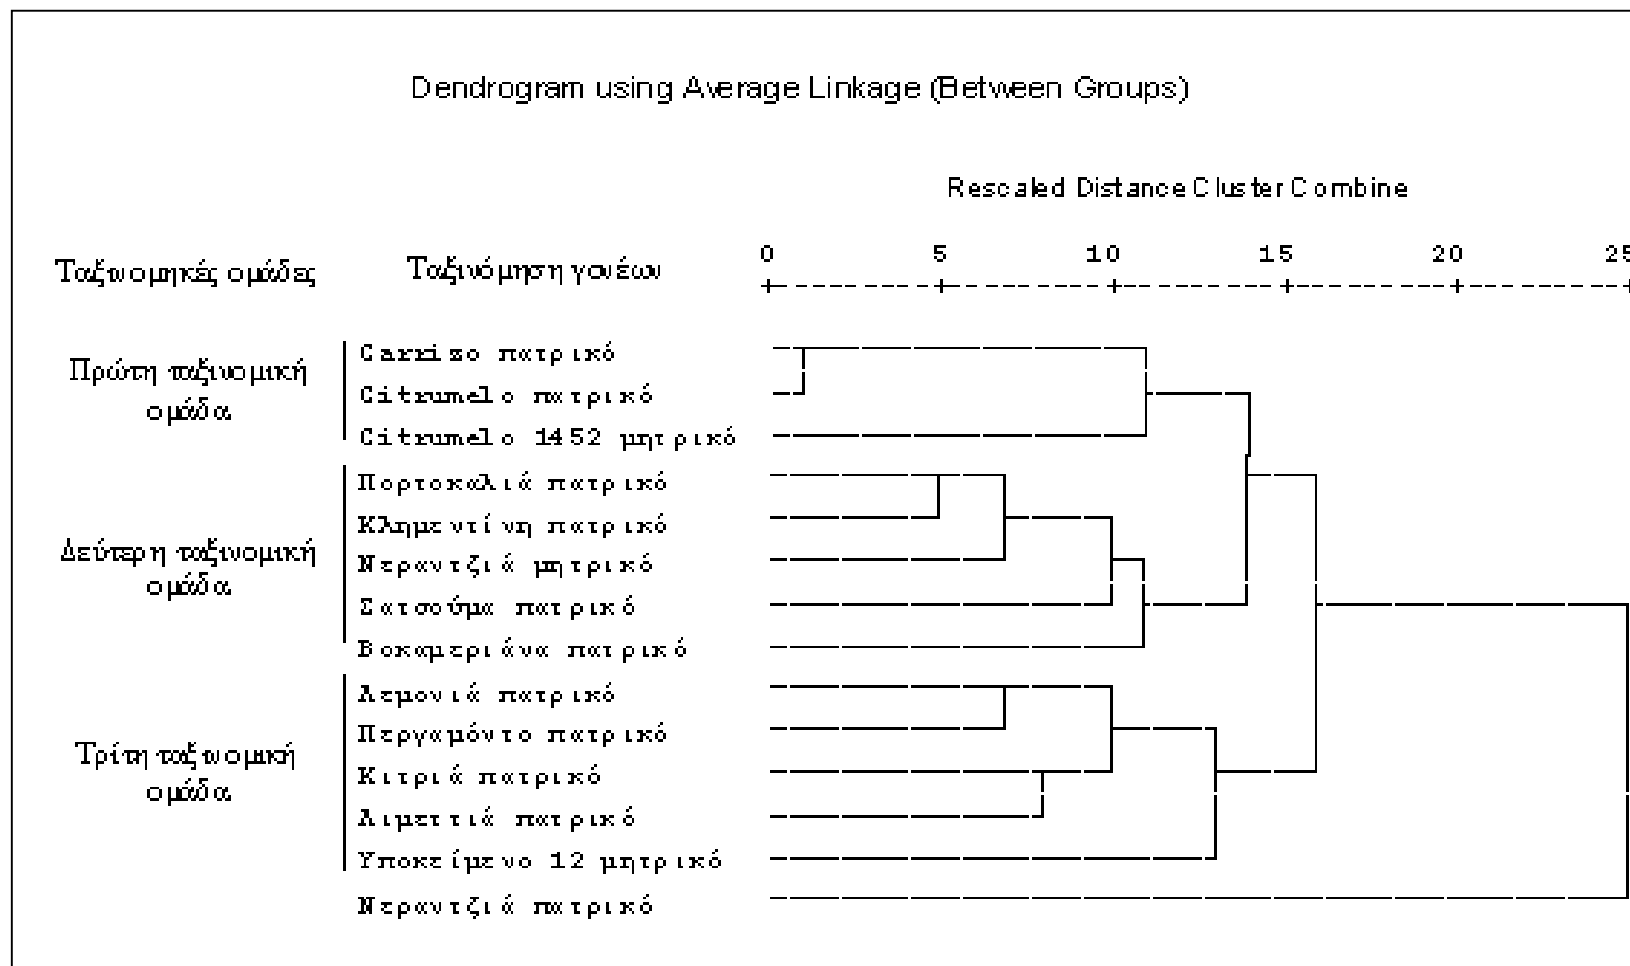 Dendrogram using Average Linkage (Between Groups)
Rescaled Distance Cluster Combine
0 5 10 15 20 25
Ταξινομηκές ομάδες Ταξινόμηση γονέων
Πρώτη ταξινομική
ομάδα
Carrizo πατρικό
Citrumelo πατρικό
Citrumelo 1452 μητρικό
Δεύτερη ταξινομική
ομάδα
Πορτοκαλιά πατρικό
Κλημεντίνη πατρικό
Νεραντζιά μητρικό
Σατσούμα πατρικό
Βοκαμεριάνα πατρικό
Τρίτη ταξινομική
ομάδα
Λεμονιά πατρικό
Περγαμόντο πατρικό
Κιτριά πατρικό
Λιμεττιά πατρικό
Υποκείμενο 12 μητρικό
Νεραντζιά πατρικό